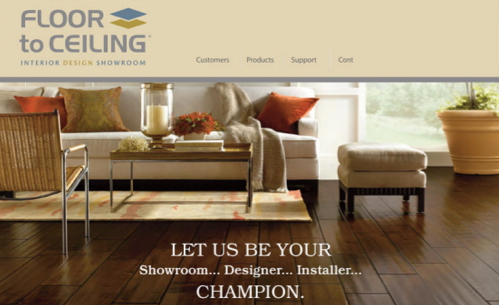 FLOOR
to CEILING
INTERIOR DESIGN SHOWROOM
Customers Products Support Cont
LET US BE YOUR
Showroom... Designer... Installer...
CHAMPION.